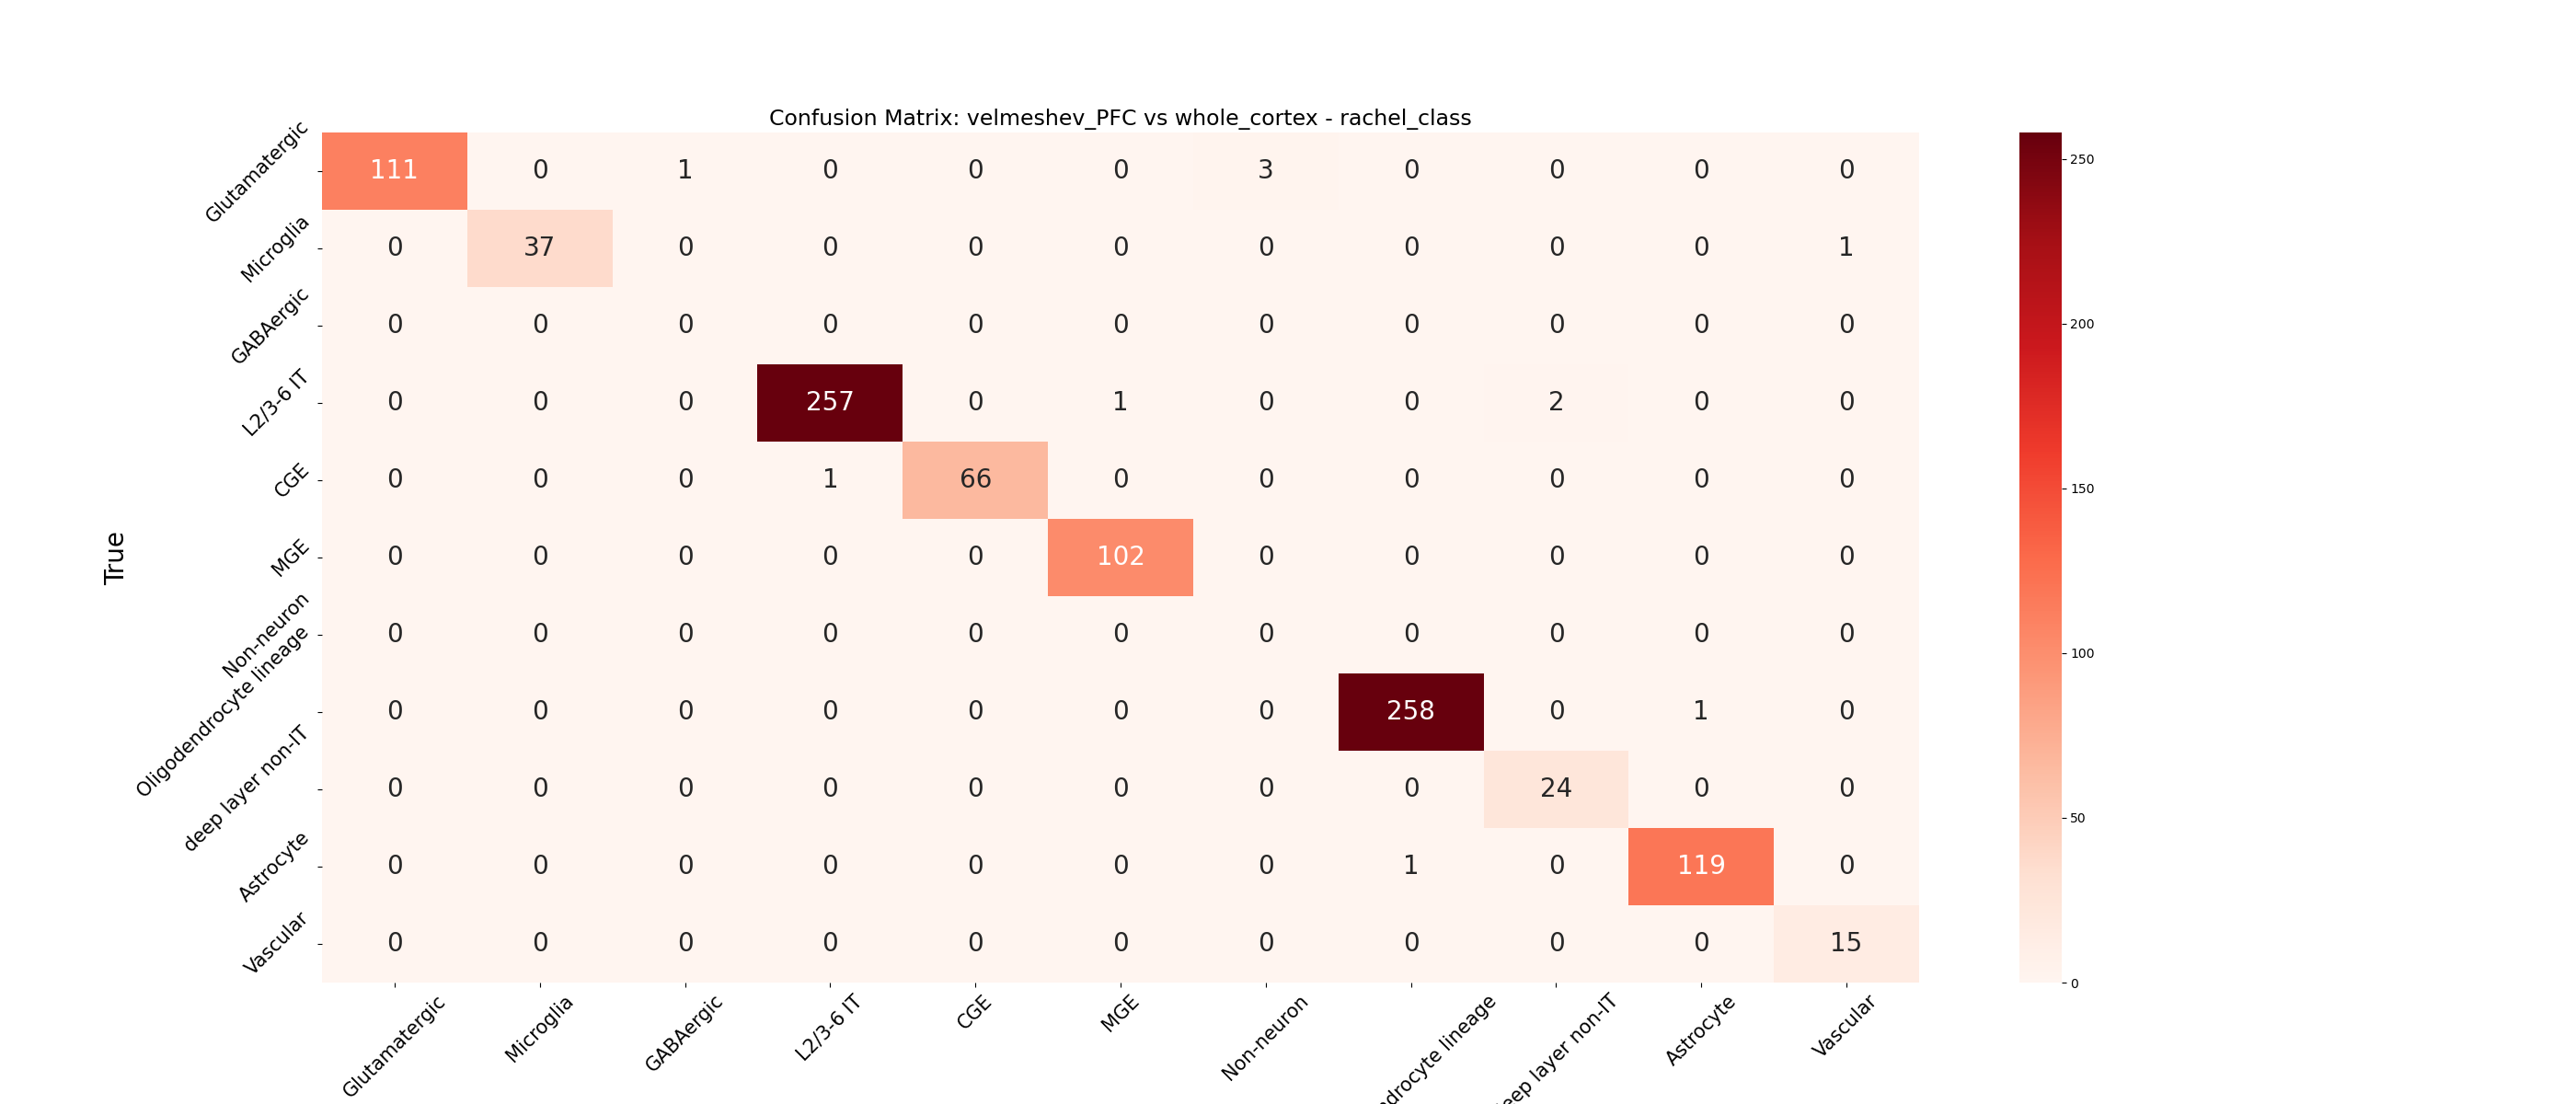 Confusion Matrix: velmeshev_PFC vs whole_cortex - rachel_class
True
Glutamatergic 111 0 1 0 0 0 3 0 0 0 0
Microglia 0 37 0 0 0 0 0 0 0 0 1
GABAergic 0 0 0 0 0 0 0 0 0 0 0
L2/3-6 IT 0 0 0 257 0 1 0 0 2 0 0
CGE 0 0 0 1 66 0 0 0 0 0 0
MGE 0 0 0 0 0 102 0 0 0 0 0
Non-neuron 0 0 0 0 0 0 0 0 0 0 0
Oligodendrocyte lineage 0 0 0 0 0 0 0 258 0 1 0
deep layer non-IT 0 0 0 0 0 0 0 0 24 0 0
Astrocyte 0 0 0 0 0 0 0 1 0 119 0
Vascular 0 0 0 0 0 0 0 0 0 0 15
Glutamatergic
Microglia
GABAergic
L2/3-6 IT
CGE
MGE
Non-neuron
drocyte lineage
eep layer non-IT
Astrocyte
Vascular
250
200
150
100
50
0